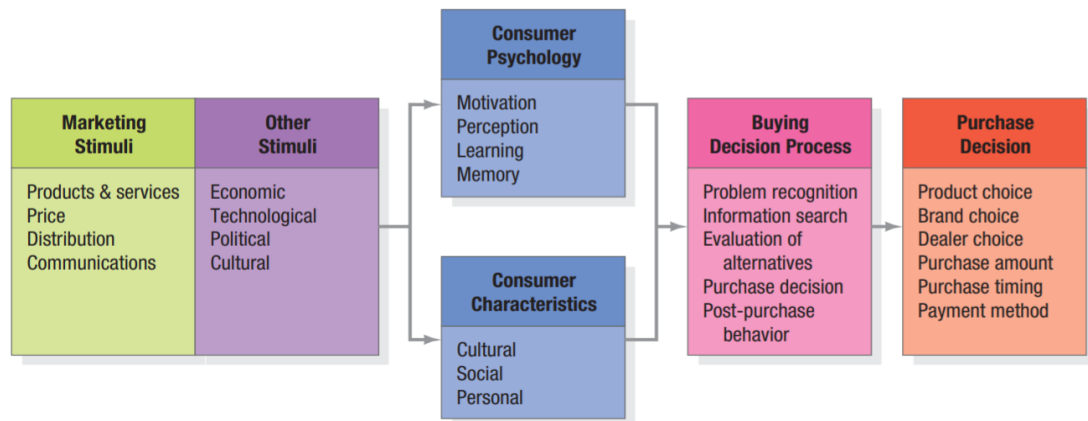 Marketing
Stimuli
Products & services
Price
Distribution
Communications
Other
Stimuli
Economic
Technological
Political
Cultural
Consumer
Psychology
Motivation
Perception
Learning
Memory
Consumer
Characteristics
Cultural
Social
Personal
Buying
Decision Process
Problem recognition
Information search
Evaluation of
alternatives
Purchase decision
Post-purchase
behavior
Purchase
Decision
Product choice
Brand choice
Dealer choice
Purchase amount
Purchase timing
Payment method